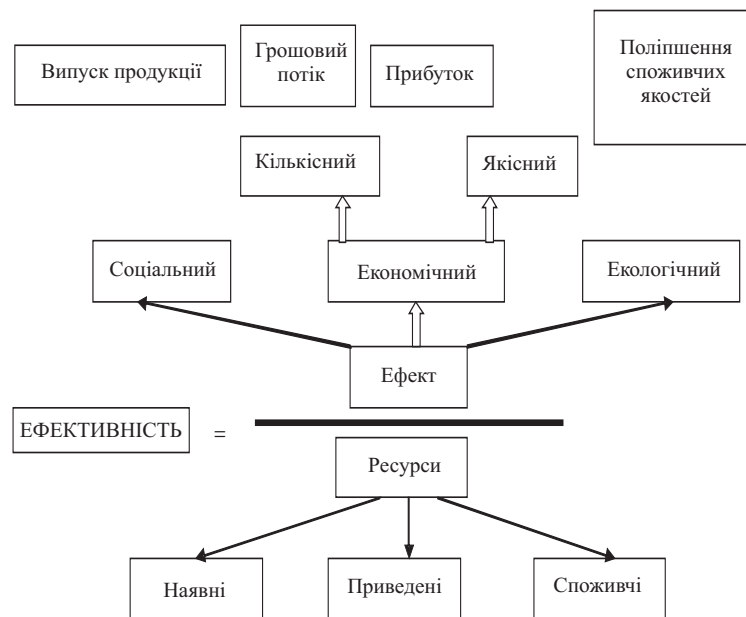 Випуск продукції
Грошовий
потік
Прибуток
Поліпшення
споживчих
якостей
Кількісний
Якісний
Соціальний
Економічний
Екологічний
Ефект
ЕФЕКТИВНІСТЬ =
Ресурси
Наявні
Приведені
Споживчі